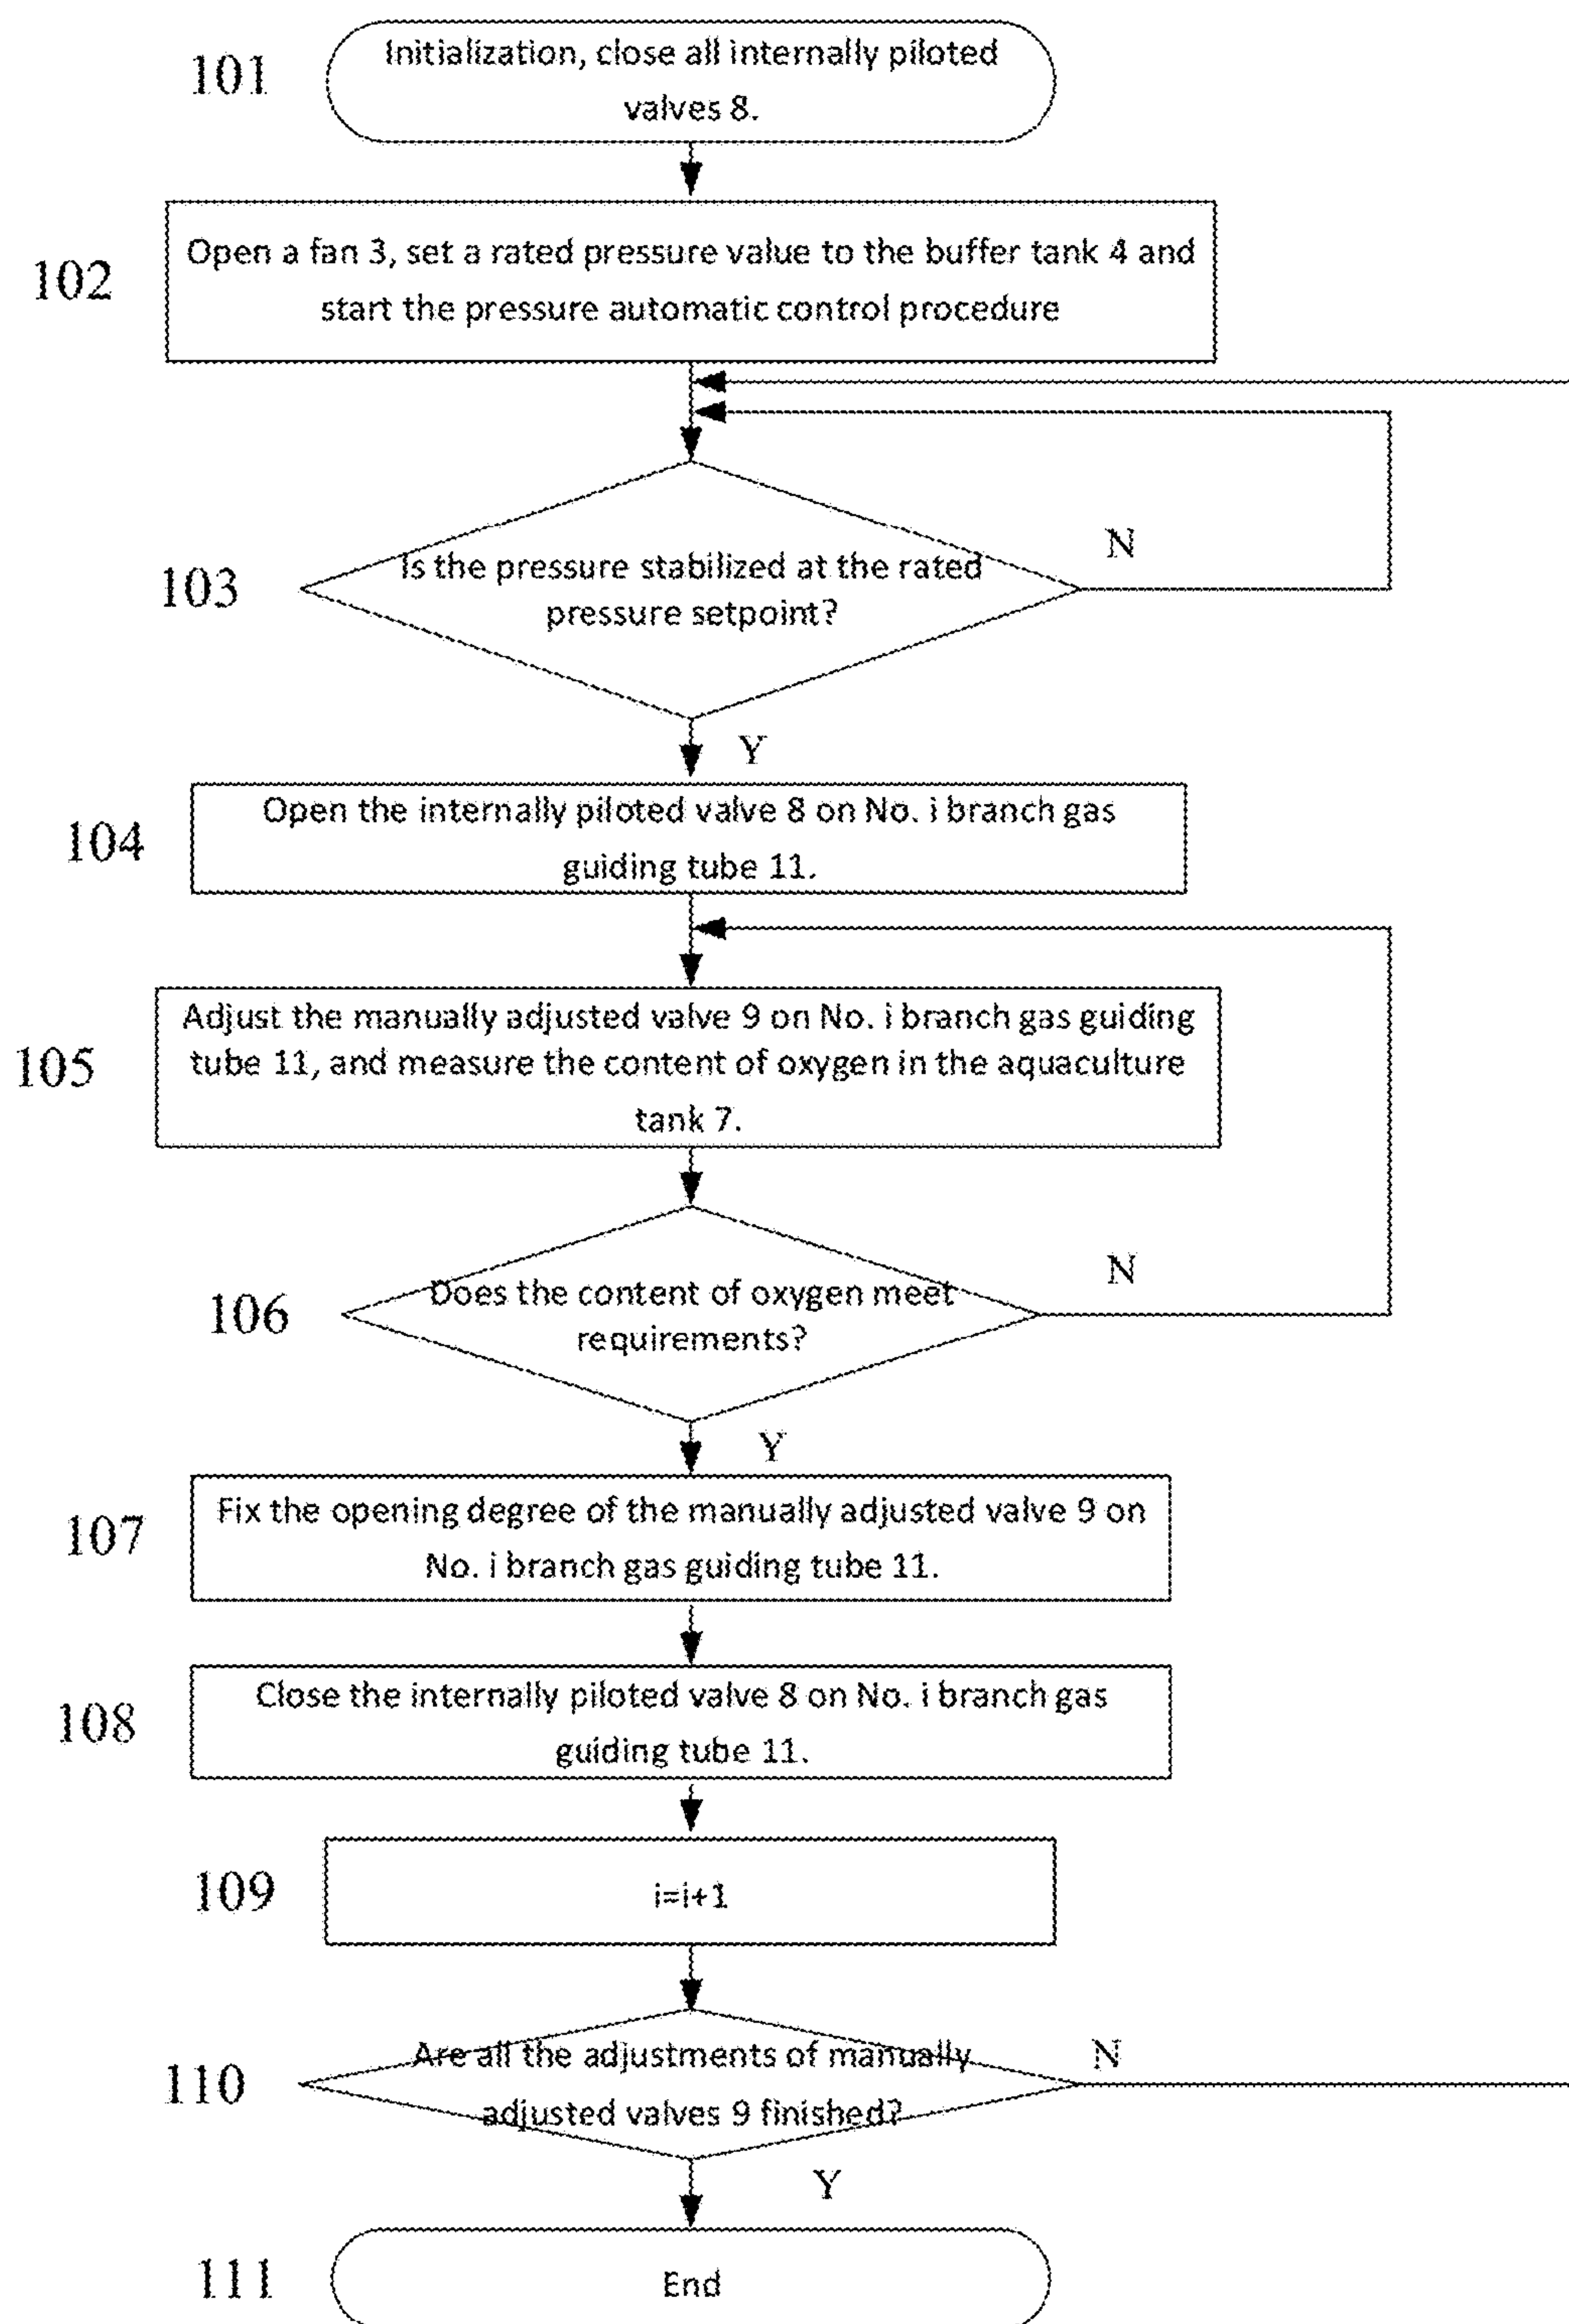 101
Initialization, close all internally piloted
valves 8.
102
Open a fan 3, set a rated pressure value to the buffer tank 4 and
start the pressure automatic control procedure
103
Is the pressure stabilized at the rated
pressure setpoint?
N
Y
104
Open the internally piloted valve 8 on No. i branch gas
guiding tube 11.
105
Adjust the manually adjusted valve 9 on No. i branch gas guiding
tube 11, and measure the content of oxygen in the aquaculture
tank 7.
106
Does the content of oxygen meet
requirements?
N
Y
107
Fix the opening degree of the manually adjusted valve 9 on
No. i branch gas guiding tube 11.
108
Close the internally piloted valve 8 on No. i branch gas
guiding tube 11.
109
i=i+1
110
Are all the adjustments of manually
adjusted valves 9 finished?
N
Y
111
End